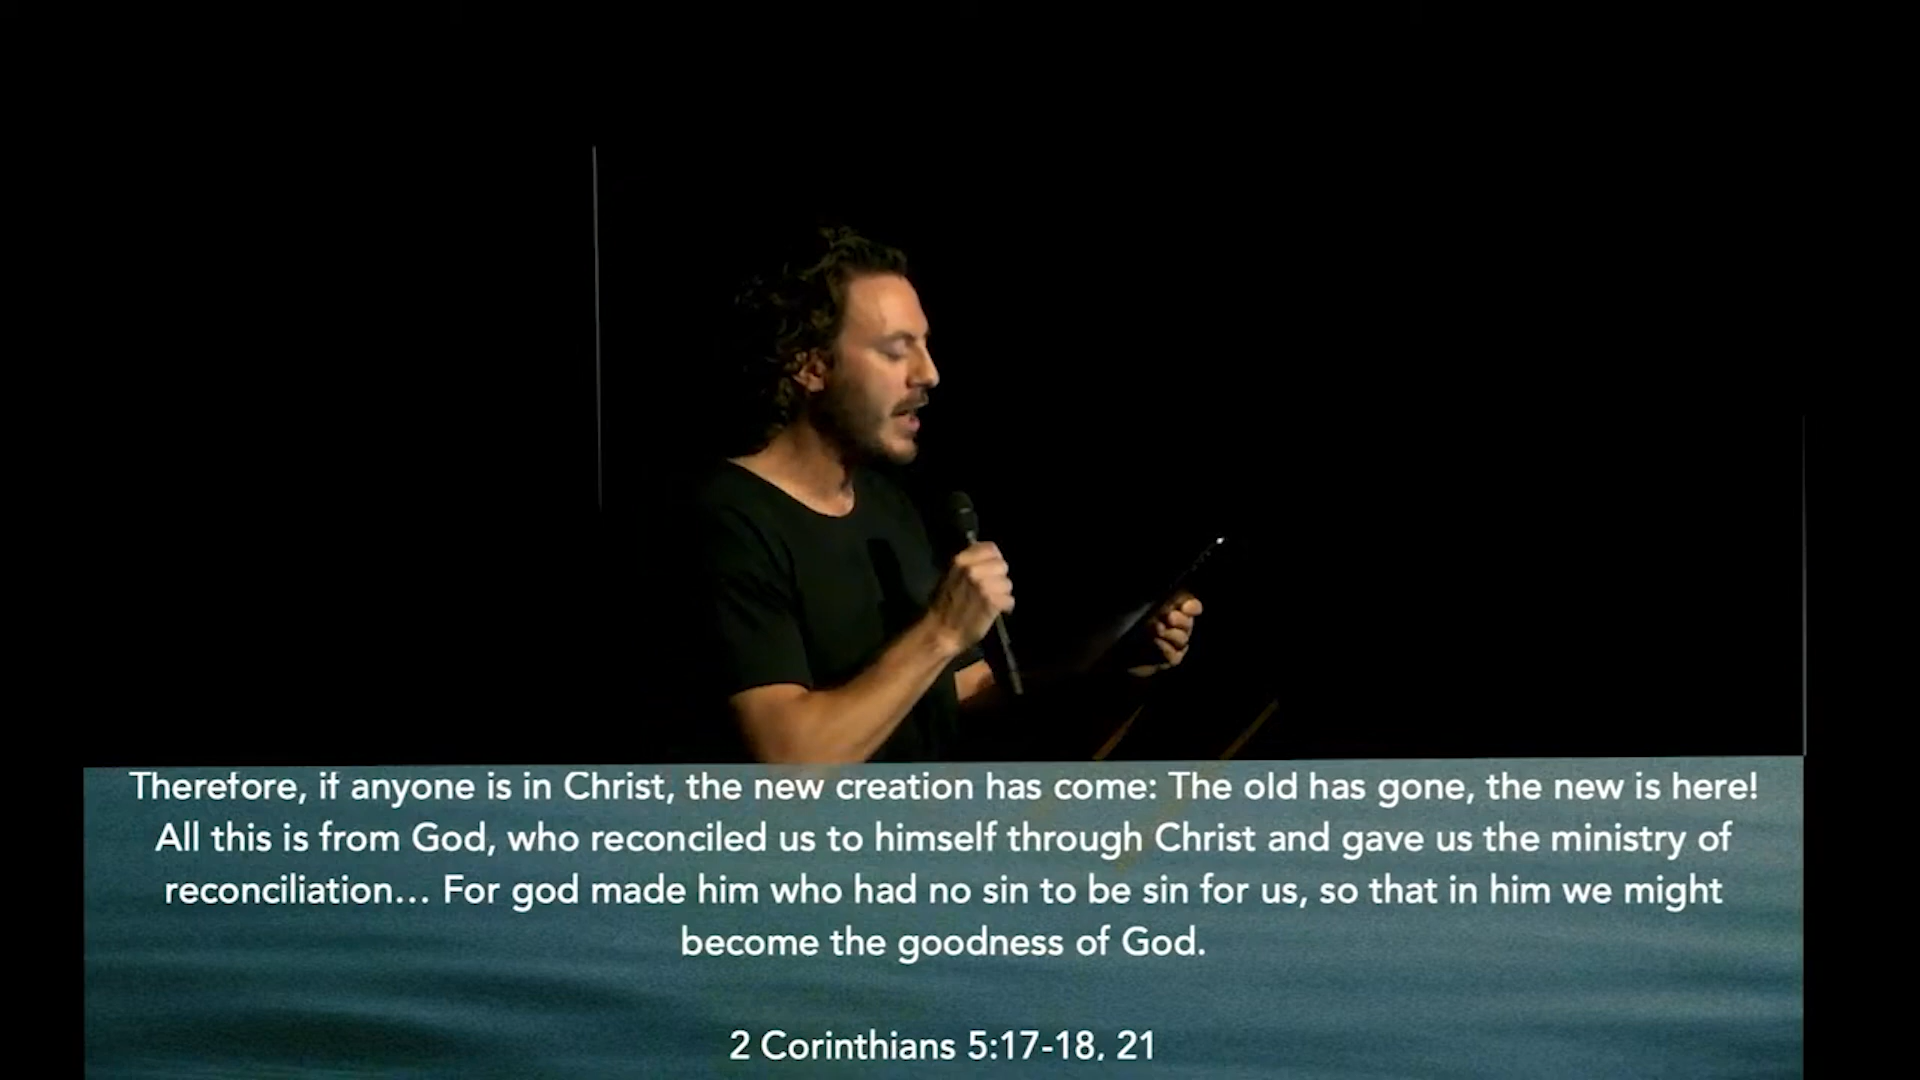 Therefore, if anyone is in Christ, the new creation has come: The old has gone, the new is here!
All this is from God, who reconciled us to himself through Christ and gave us the ministry of
reconciliation... For god made him who had no sin to be sin for us, so that in him we might
become the goodness of God.
2 Corinthians 5:17-18, 21